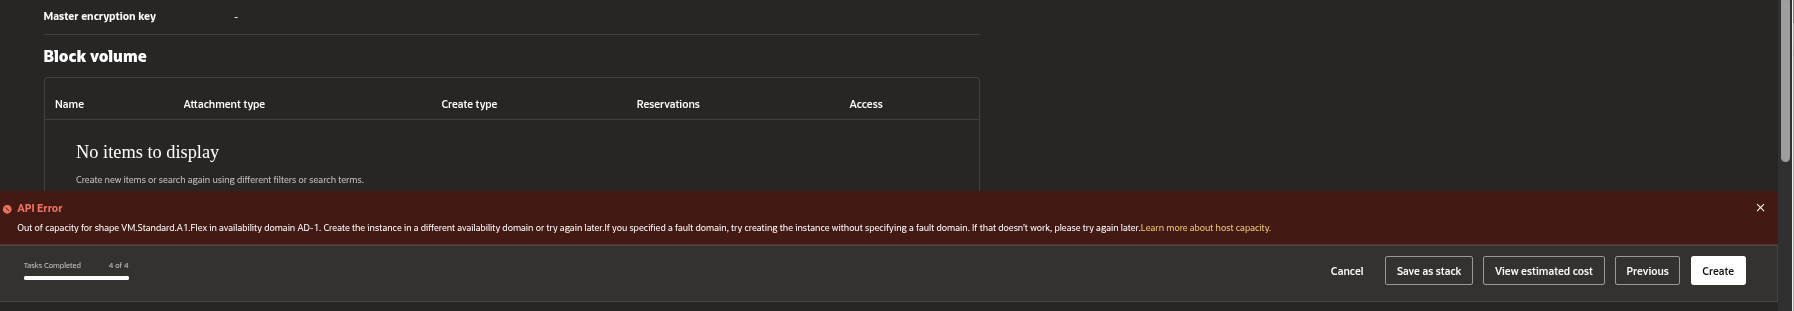 Master encryption key -
Block volume
Name Attachment type Create type Reservations Access
No items to display
Create new items or search again using different filters or search terms.
API Error
Out of capacity for shape VM.Standard.A1.Flex in availability domain AD-1. Create the instance in a different availability domain or try again later.If you specified a fault domain, try creating the instance without specifying a fault domain. If that doesn't work, please try again later.Learn more about host capacity.
Tasks Completed 4 of 4
Cancel Save as stack View estimated cost Previous Create